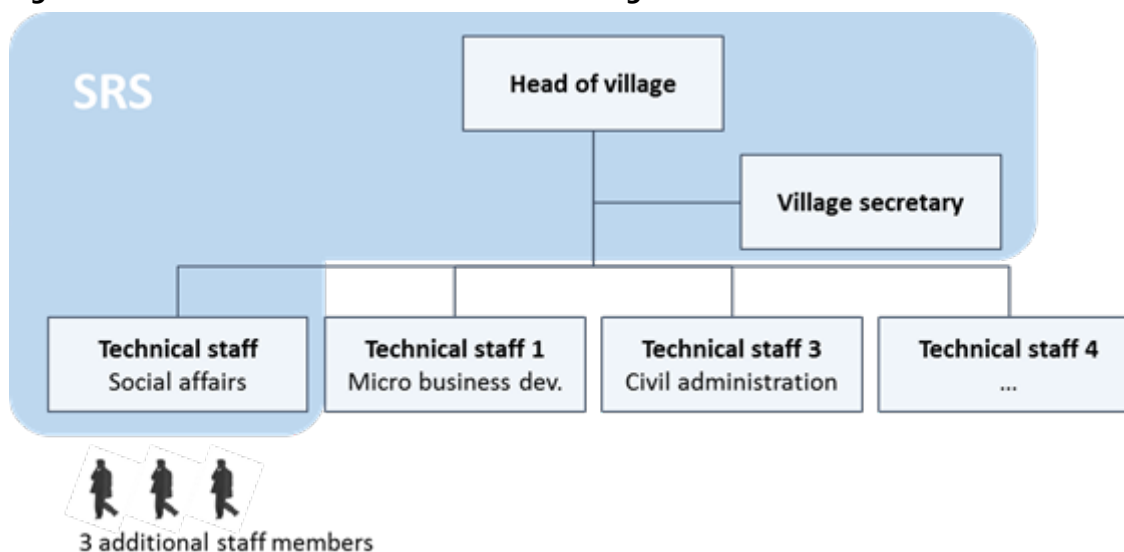 SRS
Head of village
Village secretary
Technical staff
Social affairs
Technical staff 1
Micro business dev.
Technical staff 3
Civil administration
Technical staff 4
...
3 additional staff members